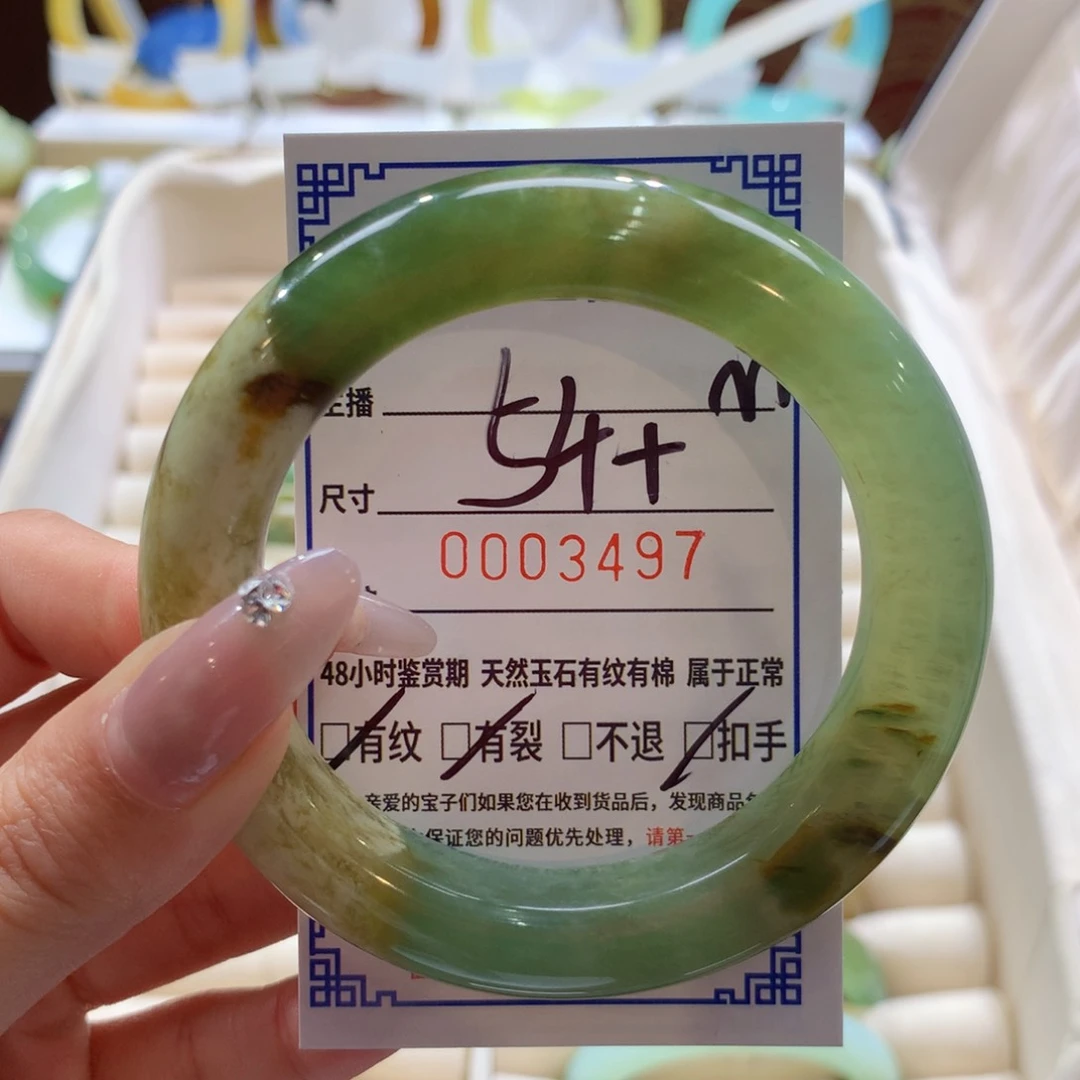 主播
54+
尺寸
0003497
48小时鉴赏期 天然玉石有纹有棉 属于正常
□有纹 □有裂 □不退 □扣手
亲爱的宝子们如果您在收到货品后，发现商品
保证您的问题优先处理，请第一